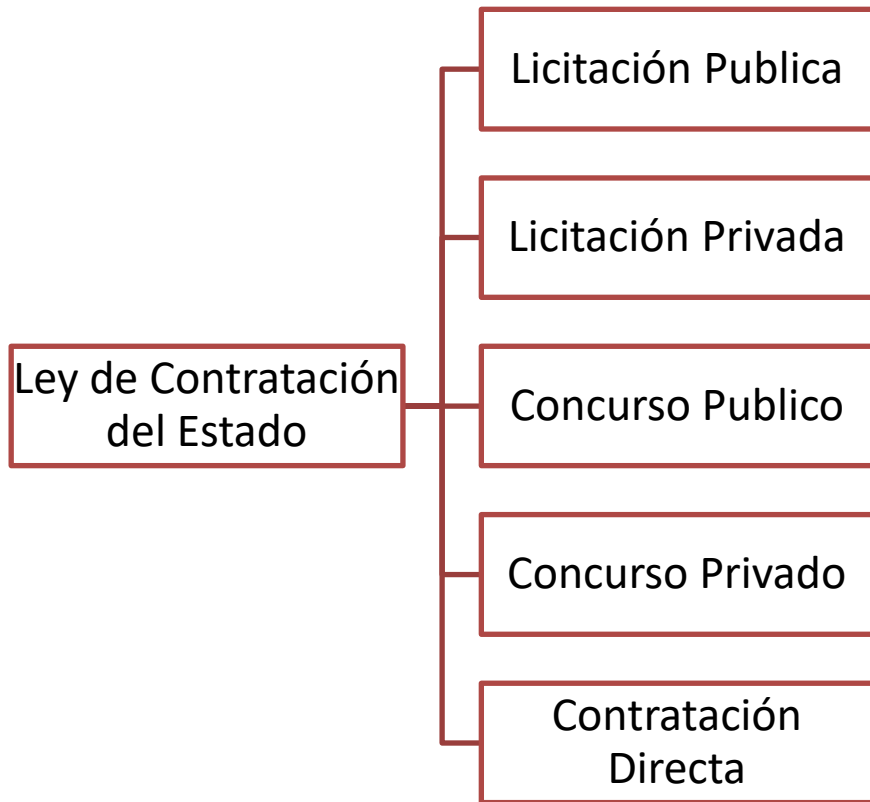 Licitación Publica
Licitación Privada
Ley de Contratación
del Estado
Concurso Publico
Concurso Privado
Contratación
Directa